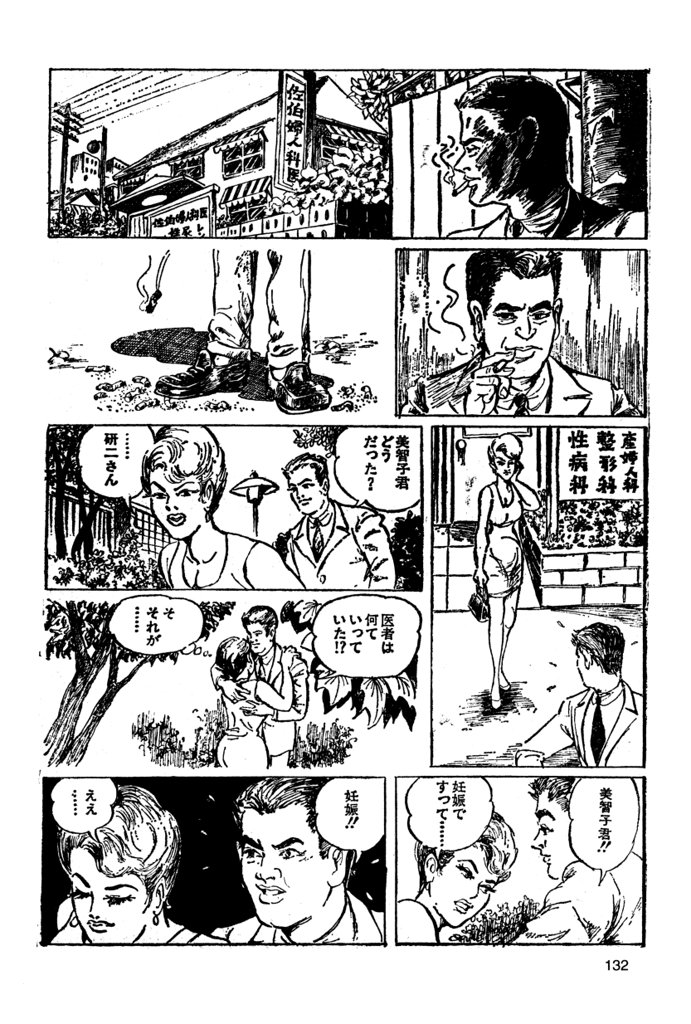 佐伯婦人科医
佐伯婦人科医
産婦人科
整形科
性病科
美智子君
どう
だった？
……
研二さん
医者は
何て
いって
いた!?
そ
それが
……
美智子君!!
妊娠で
すって……
妊娠!!
ええ
……
132